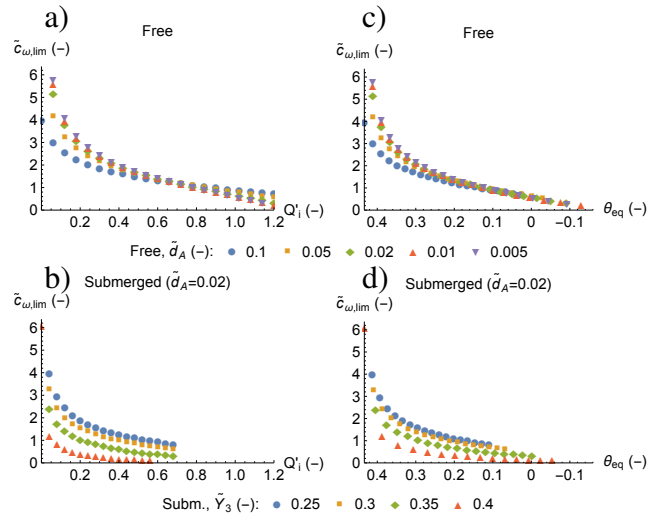 a)
Free
c̃ω,lim (–)
6
5
4
3
2
1
0
0.2 0.4 0.6 0.8 1.0 1.2
Q'i (–)
c)
Free
c̃ω,lim (–)
6
5
4
3
2
1
0
0.4 0.3 0.2 0.1 0 -0.1
θeq (–)
Free, d̃A (–): 0.1 0.05 0.02 0.01 0.005
b)
Submerged (d̃A=0.02)
c̃ω,lim (–)
6
5
4
3
2
1
0
0.2 0.4 0.6 0.8 1.0 1.2
Q'i (–)
d)
Submerged (d̃A=0.02)
c̃ω,lim (–)
6
5
4
3
2
1
0
0.4 0.3 0.2 0.1 0 -0.1
θeq (–)
Subm., Ỹ3 (–): 0.25 0.3 0.35 0.4